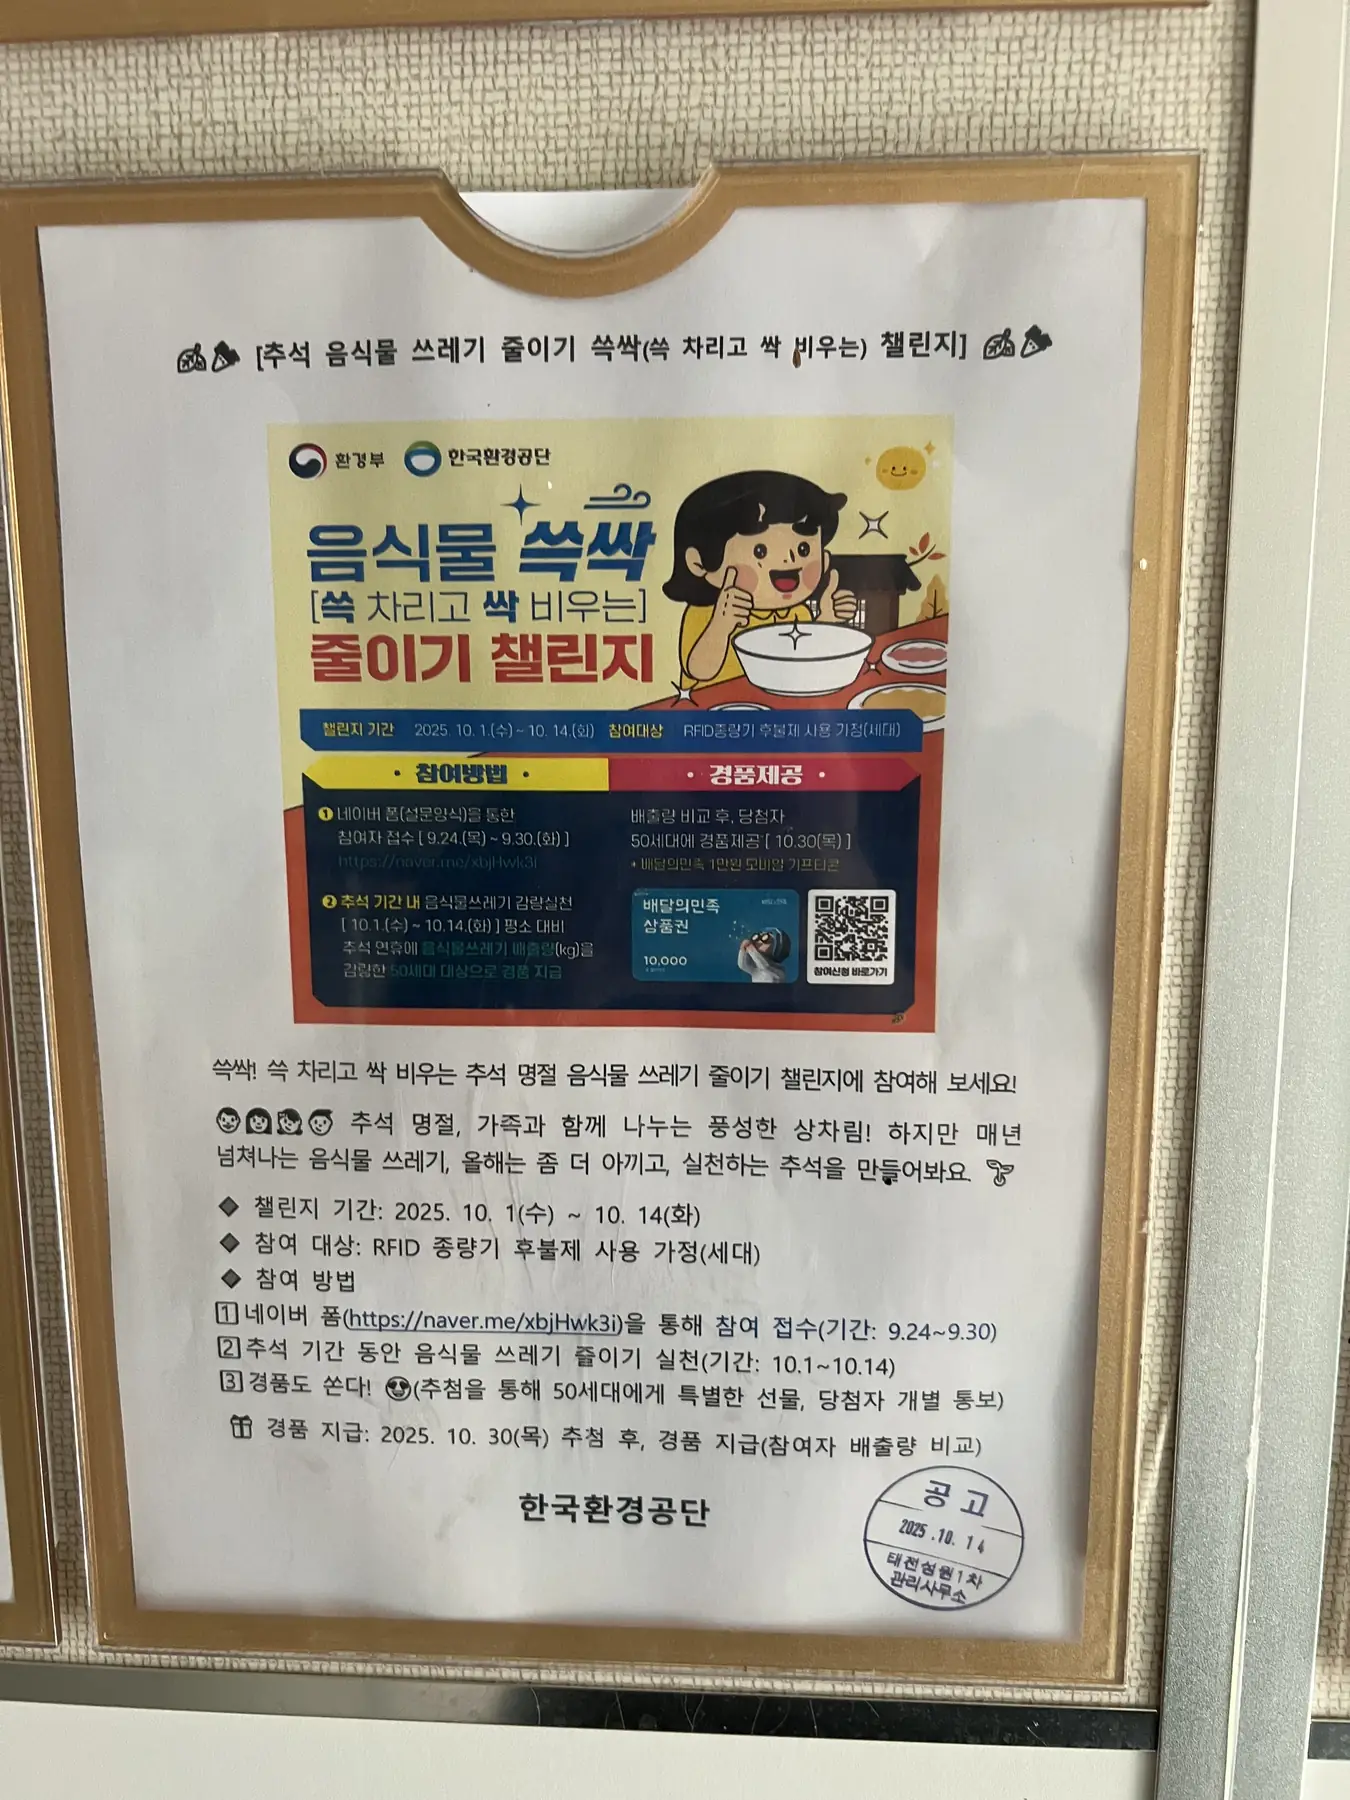 [추석 음식물 쓰레기 줄이기 쓱싹(쓱 차리고 싹 비우는) 챌린지]
환경부 한국환경공단
음식물 쓱싹
[쓱 차리고 싹 비우는]
줄이기 챌린지
챌린지 기간 2025. 10. 1.(수) ~ 10. 14.(화) 참여대상 RFID종량기 후불제 사용 가정(세대)
• 참여방법 •
• 경품제공 •
1 네이버 폼(설문양식)을 통한
참여자 접수 [ 9.24.(목) ~ 9.30.(화) ]
https://naver.me/xbjHwk3i
2 추석 기간 내 음식물쓰레기 감량실천
[ 10.1.(수) ~ 10.14.(화) ] 평소 대비
추석 연휴에 음식물쓰레기 배출량(kg)을
감량한 50세대 대상으로 경품 지급
배출량 비교 후, 당첨자
50세대에 경품제공 [ 10.30(목) ]
* 배달의민족 1만원 모바일 기프티콘
배달의민족
상품권
10,000
참여신청 바로가기
쓱싹! 쓱 차리고 싹 비우는 추석 명절 음식물 쓰레기 줄이기 챌린지에 참여해 보세요!
추석 명절, 가족과 함께 나누는 풍성한 상차림! 하지만 매년
넘쳐나는 음식물 쓰레기, 올해는 좀 더 아끼고, 실천하는 추석을 만들어봐요.
◆ 챌린지 기간: 2025. 10. 1(수) ~ 10. 14(화)
◆ 참여 대상: RFID 종량기 후불제 사용 가정(세대)
◆ 참여 방법
1 네이버 폼(https://naver.me/xbjHwk3i)을 통해 참여 접수(기간: 9.24~9.30)
2 추석 기간 동안 음식물 쓰레기 줄이기 실천(기간: 10.1~10.14)
3 경품도 쏜다! (추첨을 통해 50세대에게 특별한 선물, 당첨자 개별 통보)
경품 지급: 2025. 10. 30(목) 추첨 후, 경품 지급(참여자 배출량 비교)
한국환경공단
공 고
2025.10. 14
태전성원1차
관리사무소